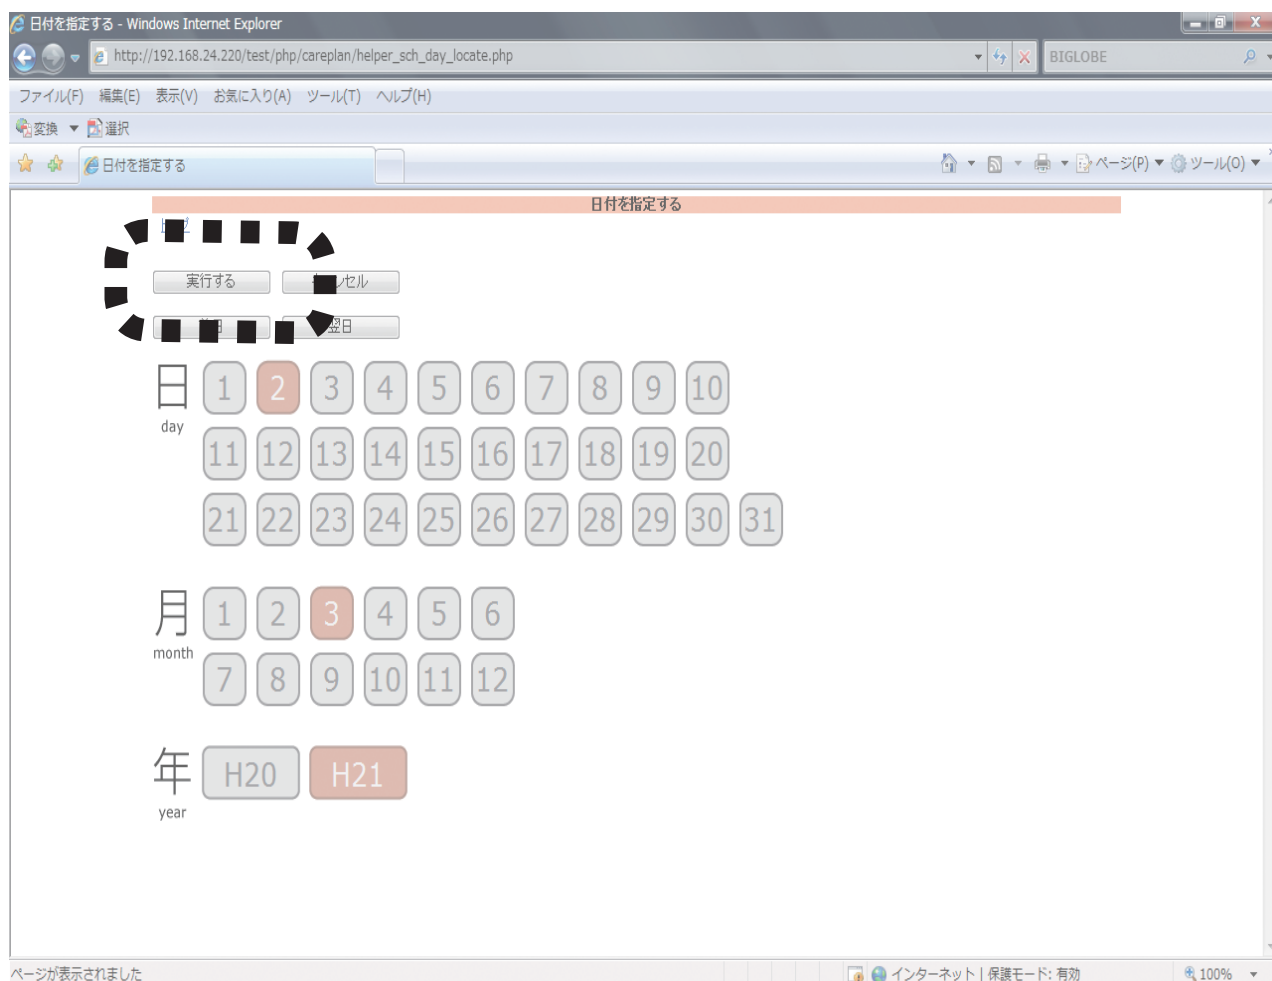 日付を指定する - Windows Internet Explorer
http://192.168.24.220/test/php/careplan/helper_sch_day_locate.php
BIGLOBE
ファイル(F) 編集(E) 表示(V) お気に入り(A) ツール(T) ヘルプ(H)
変換 選択
日付を指定する
ページ(P) ツール(O)
日付を指定する
実行する
翌日
日 1 2 3 4 5 6 7 8 9 10
day
11 12 13 14 15 16 17 18 19 20
21 22 23 24 25 26 27 28 29 30 31
月 1 2 3 4 5 6
month
7 8 9 10 11 12
年 H20 H21
year
ページが表示されました
インターネット | 保護モード: 有効
100%